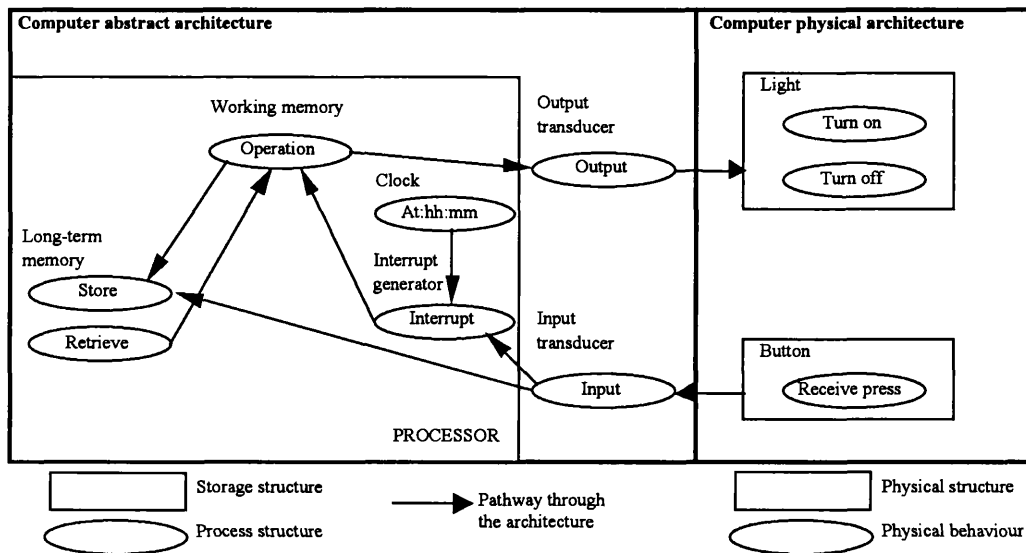 Computer abstract architecture
Computer physical architecture
Working memory
Operation
Output
transducer
Output
Light
Turn on
Turn off
Clock
At:hh:mm
Long-term
memory
Store
Retrieve
Interrupt
generator
Interrupt
Input
transducer
Input
Button
Receive press
PROCESSOR
Storage structure
Process structure
Pathway through
the architecture
Physical structure
Physical behaviour